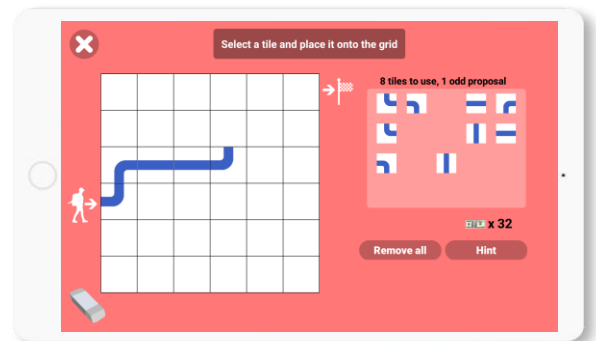 Select a tile and place it onto the grid
8 tiles to use, 1 odd proposal
x 32
Remove all
Hint